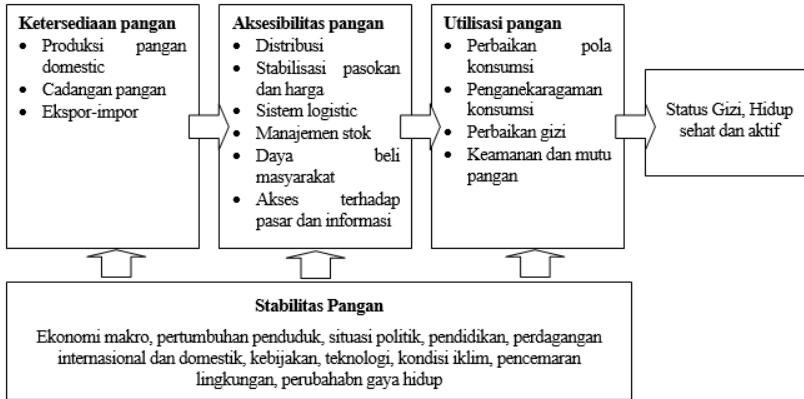 Ketersediaan pangan
• Produksi pangan
domestic
• Cadangan pangan
• Ekspor-impor
Aksesibilitas pangan
• Distribusi
• Stabilisasi pasokan
dan harga
• Sistem logistic
• Manajemen stok
• Daya beli
masyarakat
• Akses terhadap
pasar dan informasi
Utilisasi pangan
• Perbaikan pola
konsumsi
• Penganekaragaman
konsumsi
• Perbaikan gizi
• Keamanan dan mutu
pangan
Status Gizi, Hidup
sehat dan aktif
Stabilitas Pangan
Ekonomi makro, pertumbuhan penduduk, situasi politik, pendidikan, perdagangan
internasional dan domestik, kebijakan, teknologi, kondisi iklim, pencemaran
lingkungan, perubahabn gaya hidup